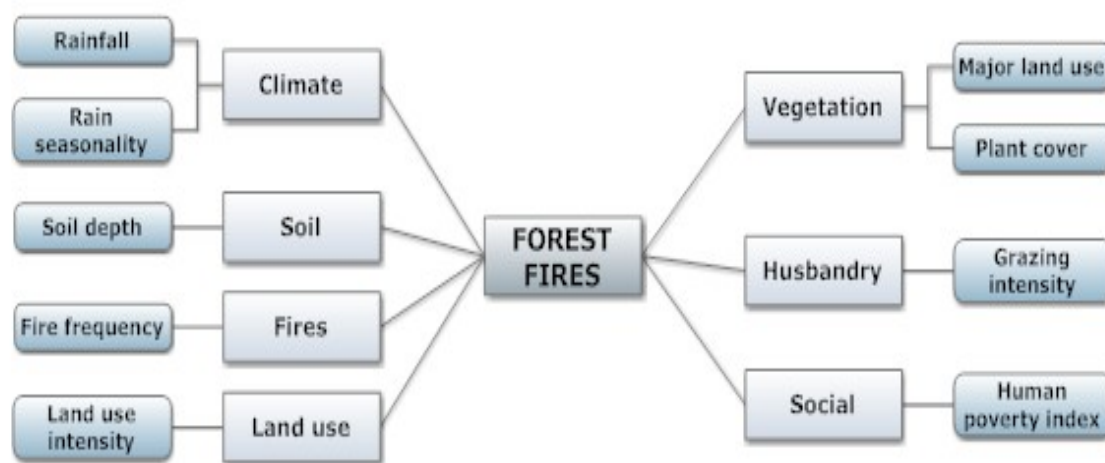 Rainfall
Rain
seasonality
Climate
Soil depth
Soil
Fire frequency
Fires
Land use
intensity
Land use
FOREST
FIRES
Vegetation
Major land use
Plant cover
Husbandry
Grazing
intensity
Social
Human
poverty index